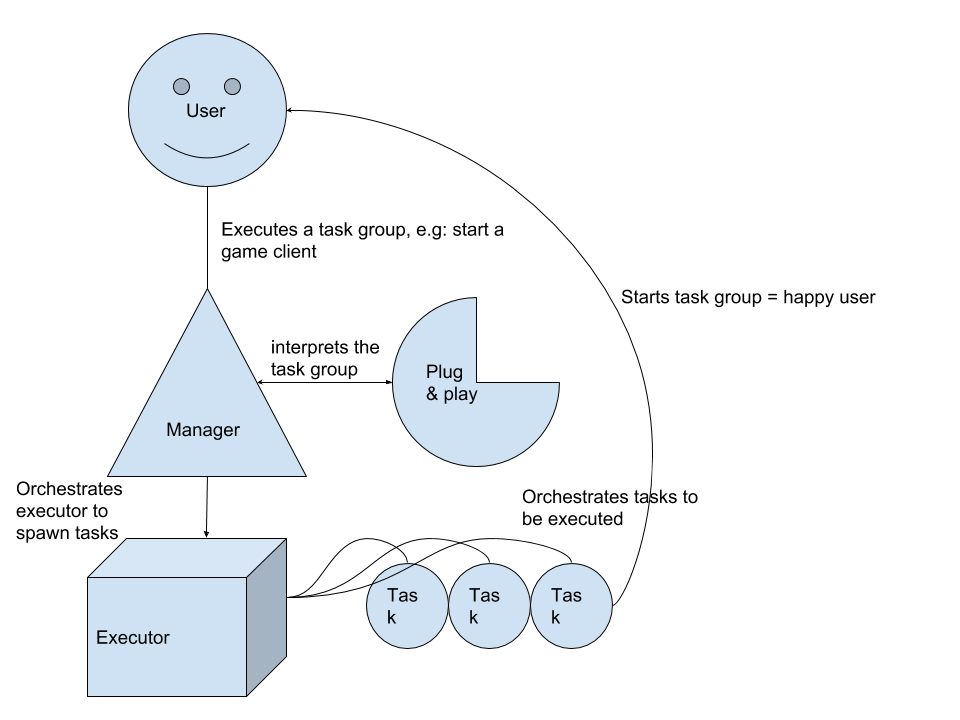 User
Executes a task group, e.g: start a
game client
Starts task group = happy user
interprets the
task group
Plug
& play
Manager
Orchestrates
executor to
spawn tasks
Orchestrates tasks to
be executed
Tas
k
Tas
k
Tas
k
Executor